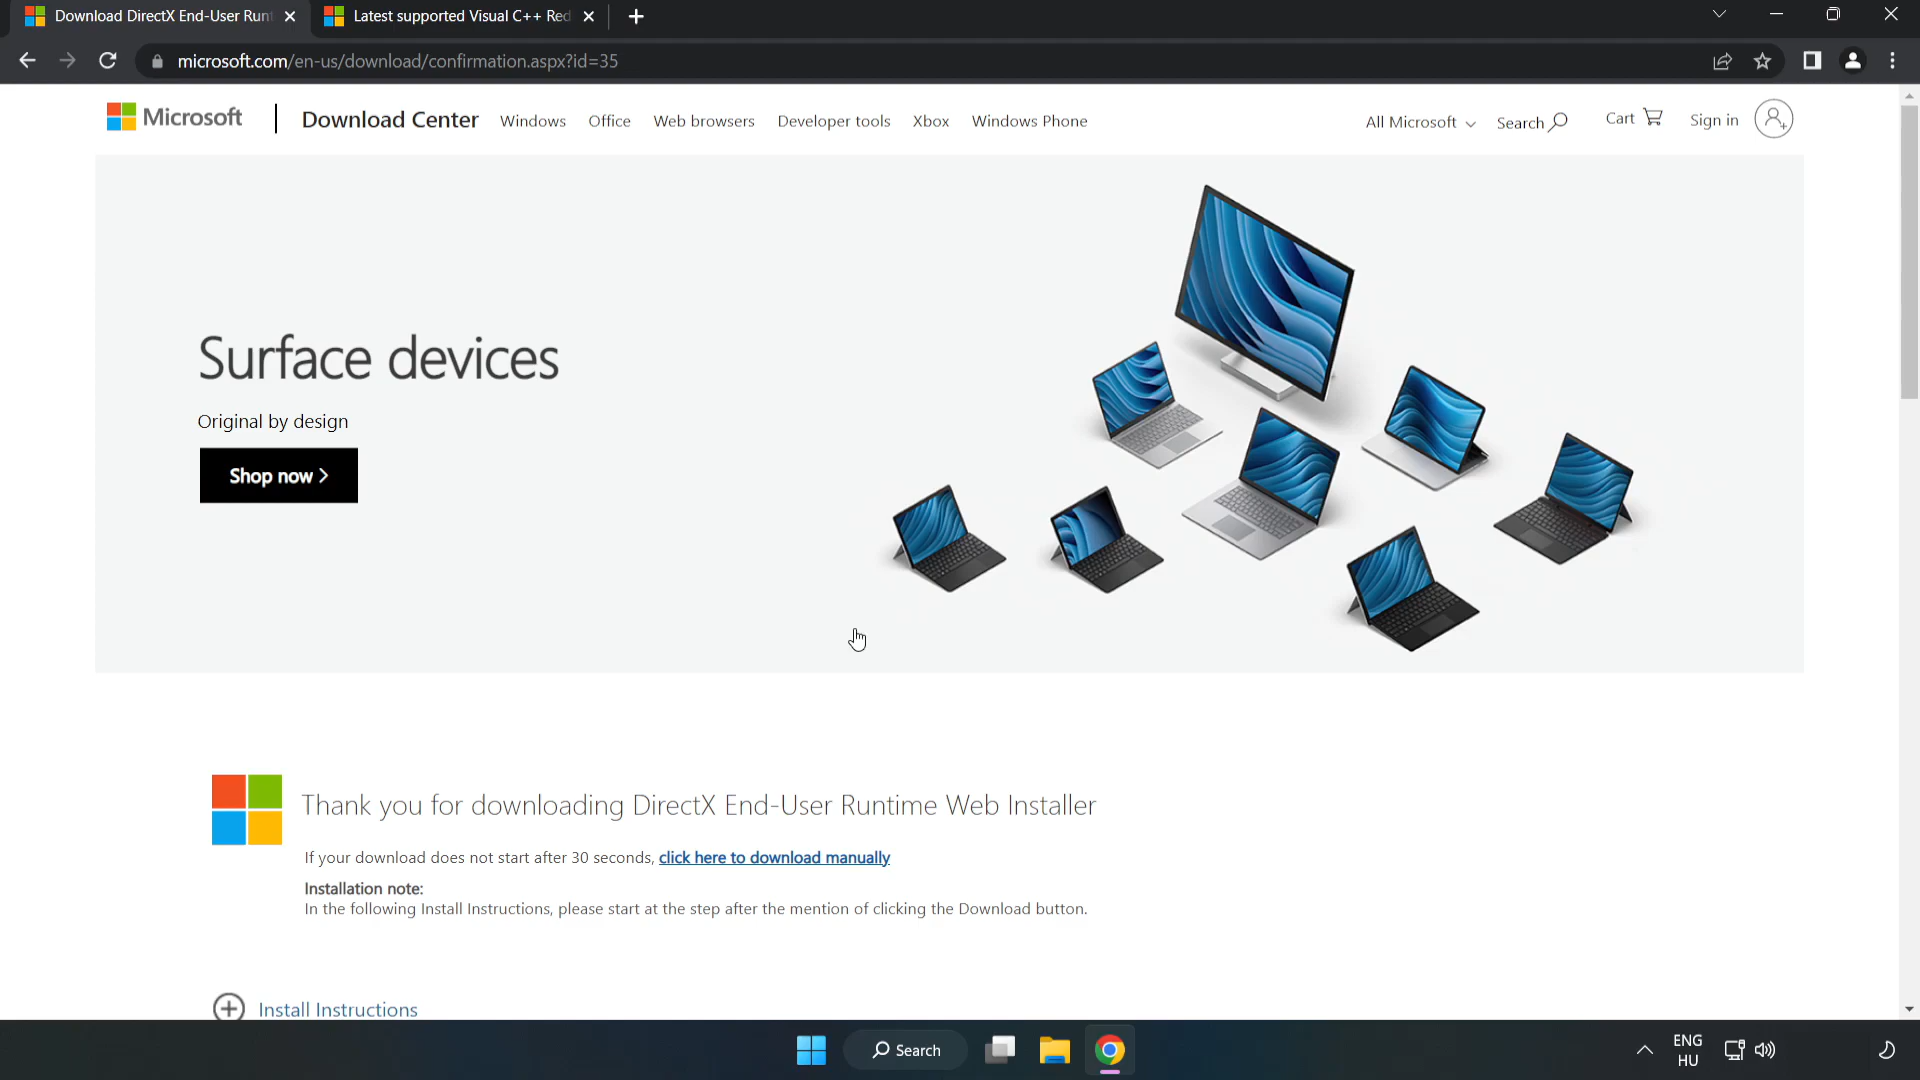 Download DirectX End-User Runt
Latest supported Visual C++ Red
microsoft.com/en-us/download/confirmation.aspx?id=35
Microsoft
Download Center
Windows
Office
Web browsers
Developer tools
Xbox
Windows Phone
All Microsoft
Search
Cart
Sign in
Surface devices
Original by design
Shop now
Thank you for downloading DirectX End-User Runtime Web Installer
If your download does not start after 30 seconds, click here to download manually
Installation note:
In the following Install Instructions, please start at the step after the mention of clicking the Download button.
Install Instructions
Search
ENG
HU